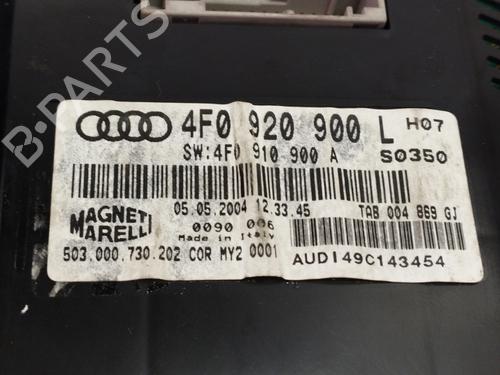 B-PARTS
4F0 920 900 L H07
SW:4F0 910 900 A S0350
MAGNETI
MARELLI
05.05.2004 12.33.45
0090 006
Made in Italy
TAB 004 869 GJ
503.000.730.202 COR MY2 0001
AUDI49C143454